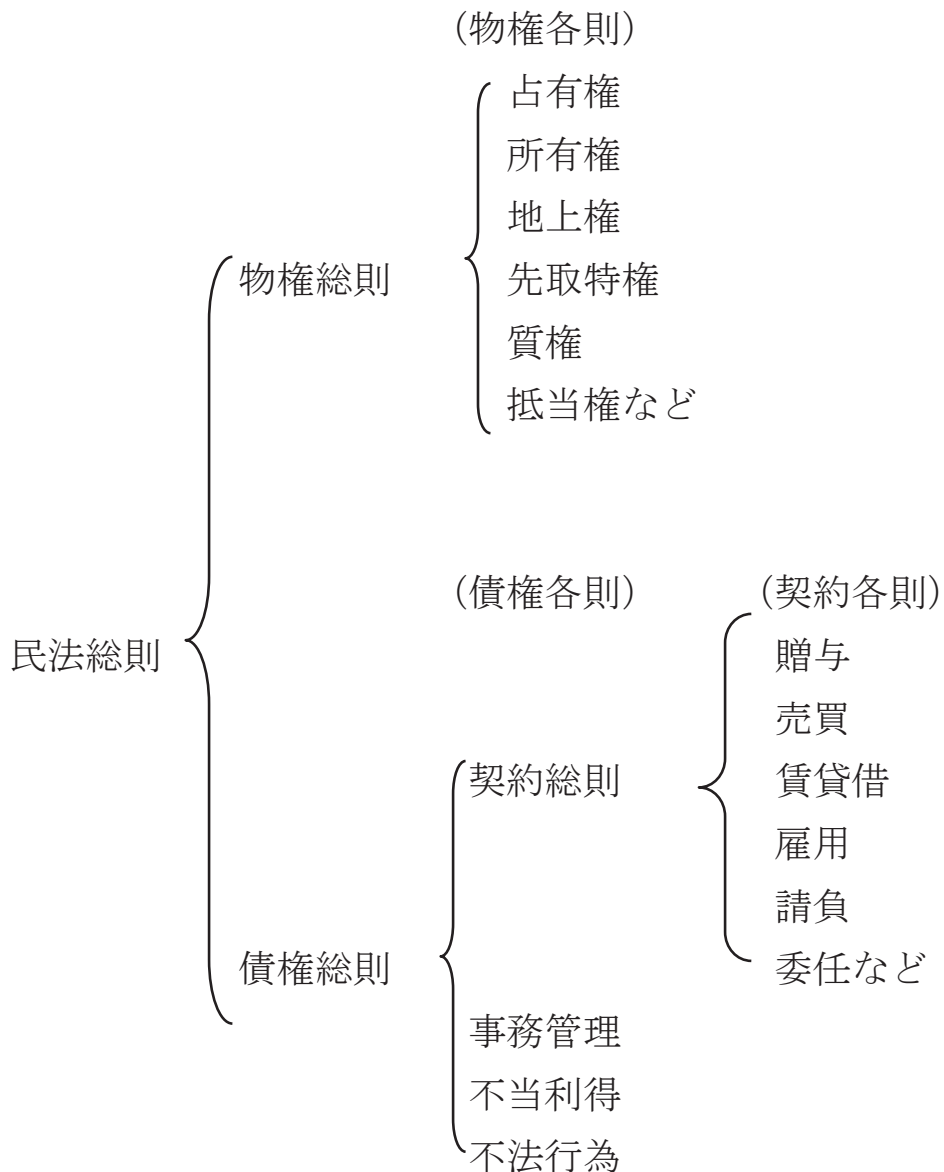 （物権各則）
占有権
所有権
地上権
物権総則
先取特権
質権
抵当権など
（債権各則）
（契約各則）
民法総則
贈与
売買
契約総則
賃貸借
雇用
請負
債権総則
委任など
事務管理
不当利得
不法行為